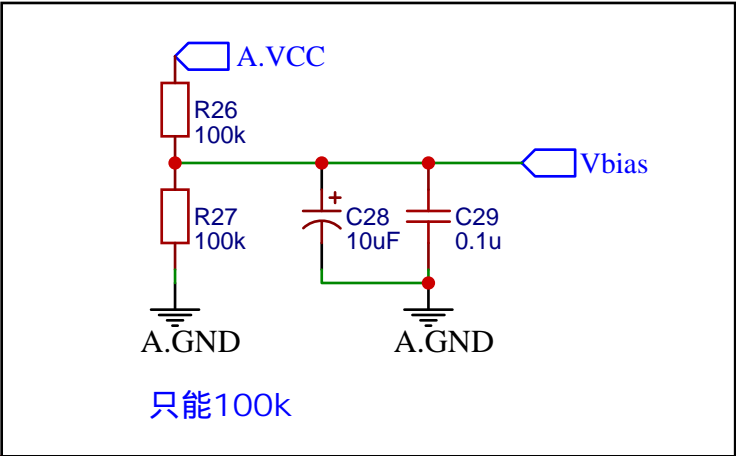 A.VCC
R26
100k
Vbias
R27
100k
C28
10uF
C29
0.1u
A.GND
A.GND
只能100k